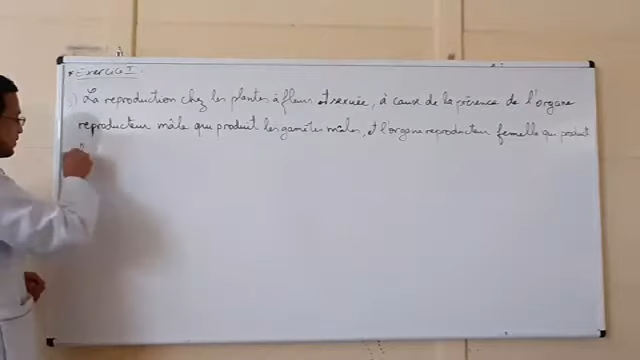 * Exercice I
1) La reproduction chez les plantes à fleurs est sexuée, à cause de la présence de l'organe
reproducteur mâle qui produit les gamètes mâles, et l'organe reproducteur femelle qui produit